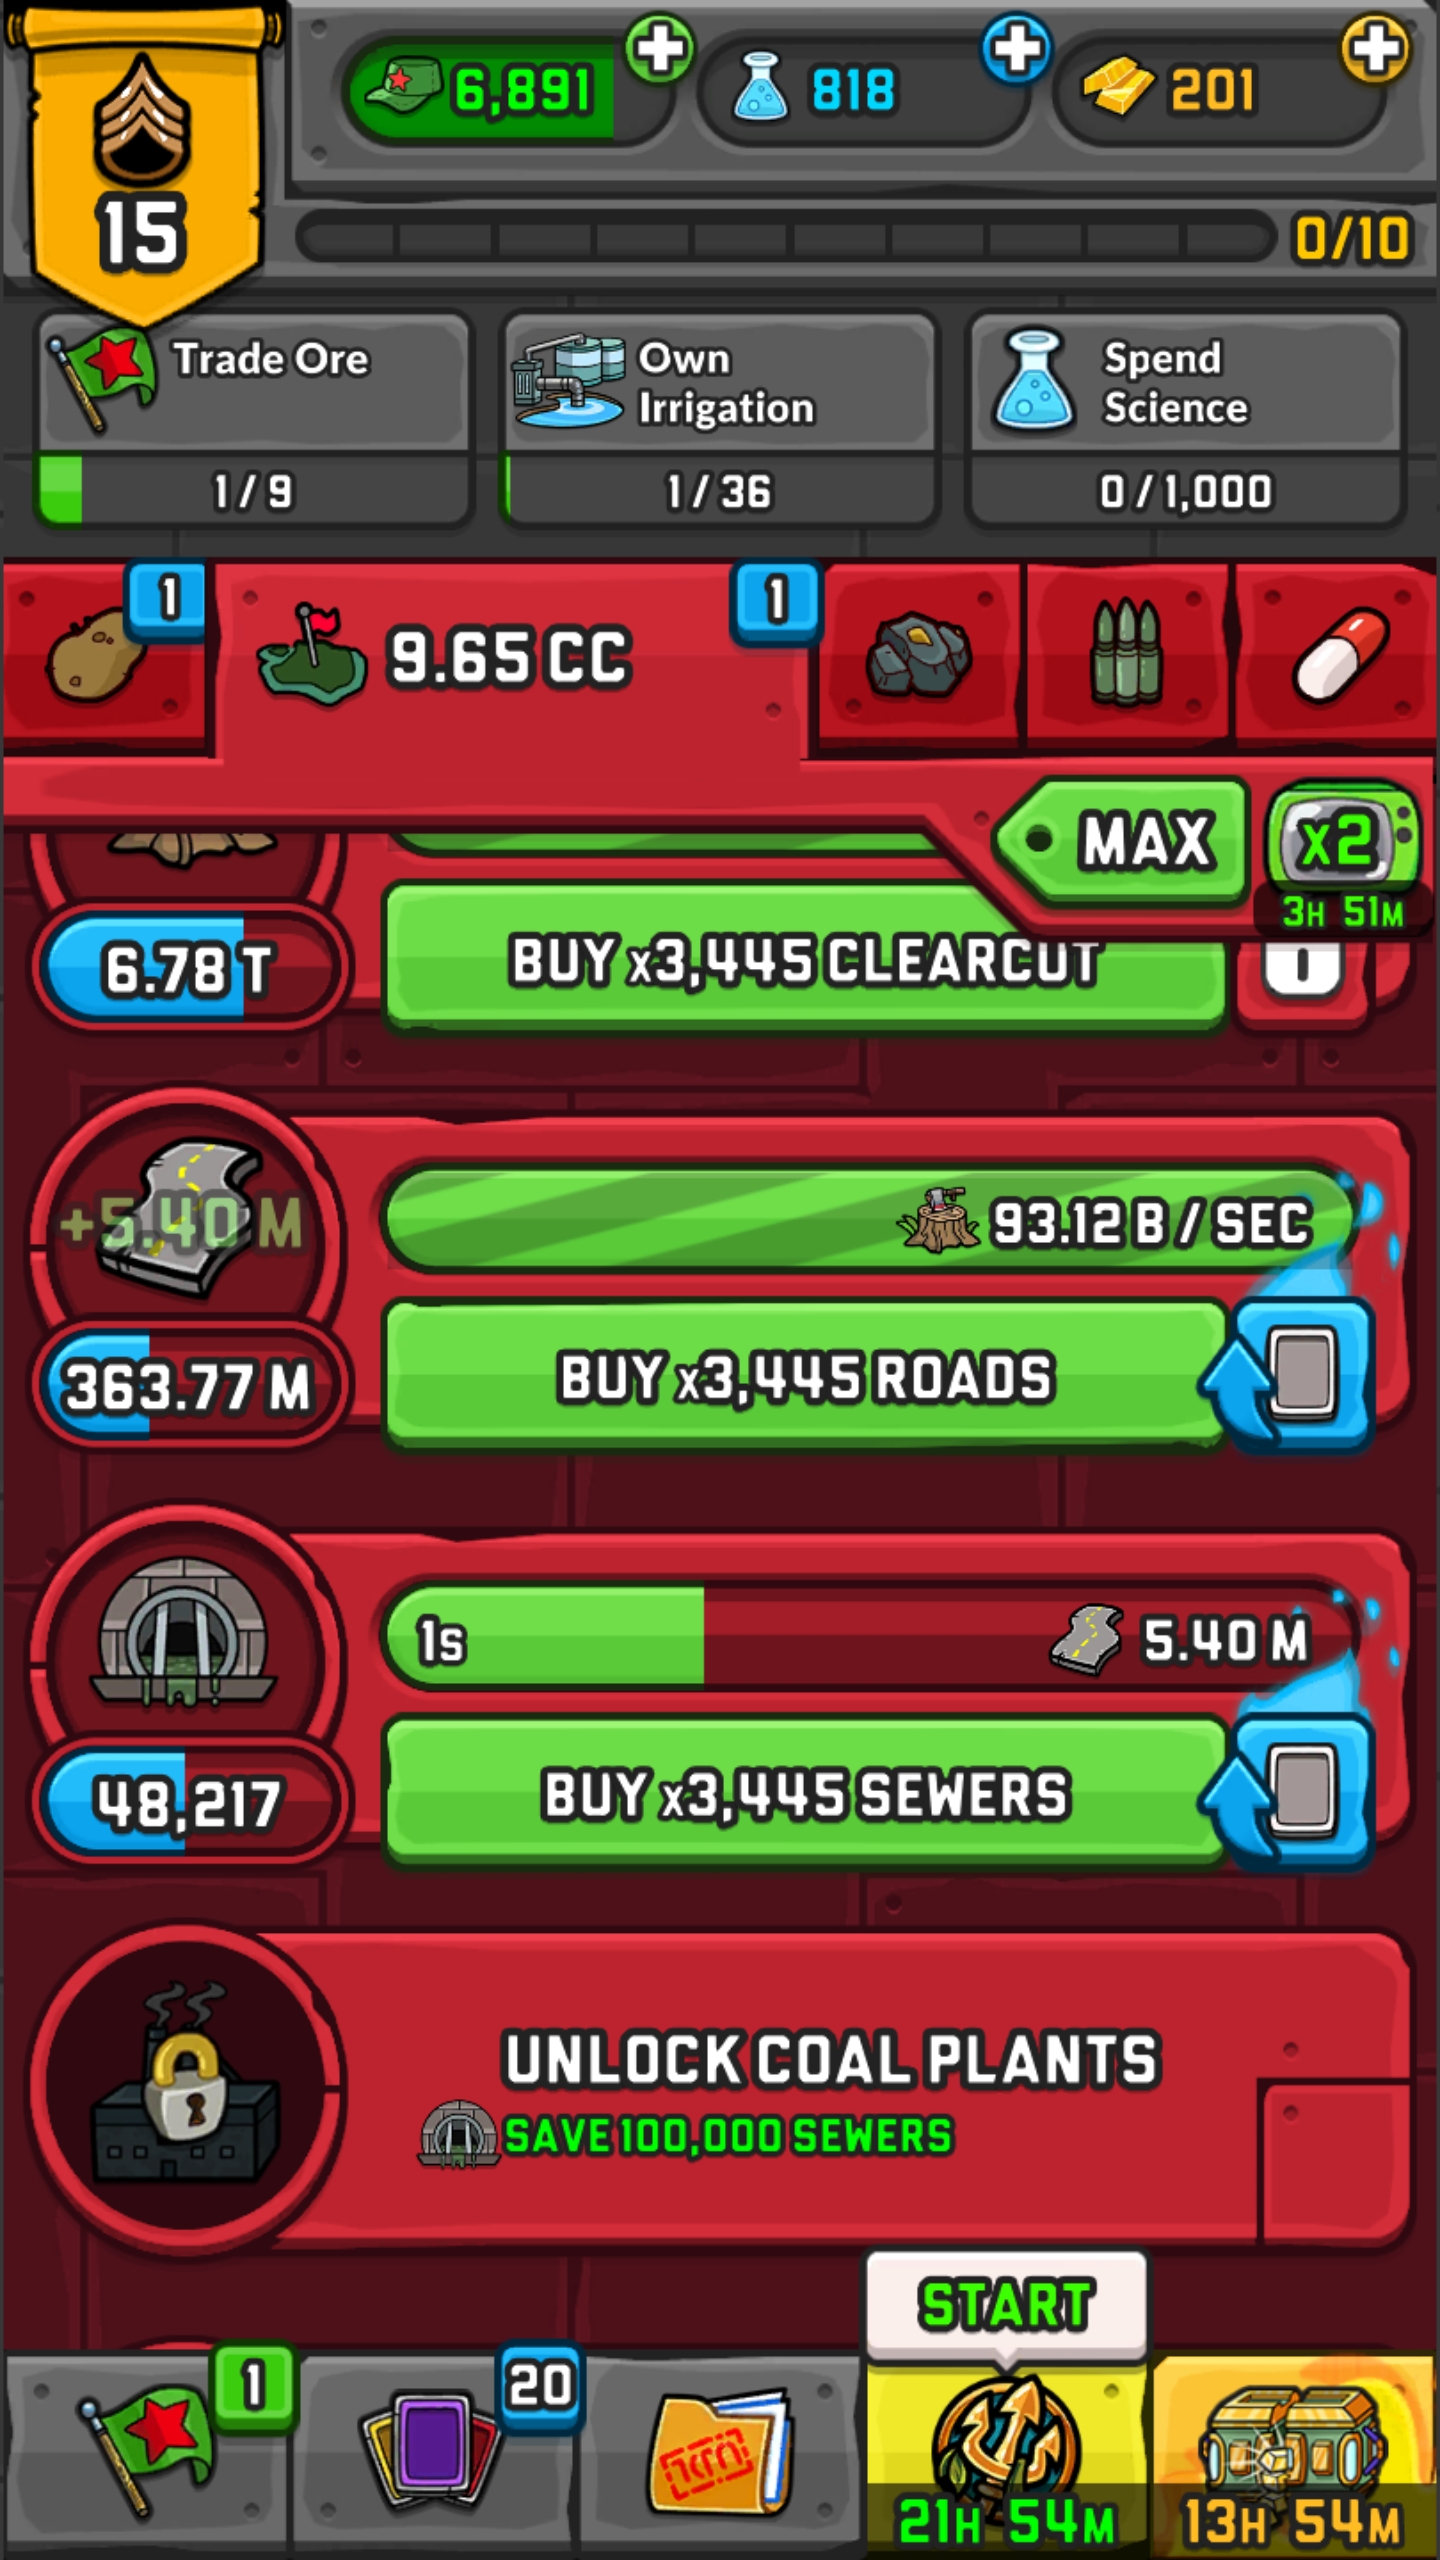 6,891
818
201
15
0/10
Trade Ore
1/9
Own
Irrigation
1/36
Spend
Science
0/1,000
1
9.65 CC
1
MAX
x2
3H 51M
6.78 T
BUY x3,445 CLEARCUT
+5.40 M
93.12 B / SEC
363.77 M
BUY x3,445 ROADS
1s
5.40 M
48,217
BUY x3,445 SEWERS
UNLOCK COAL PLANTS
SAVE 100,000 SEWERS
START
1
20
21H 54M
13H 54M